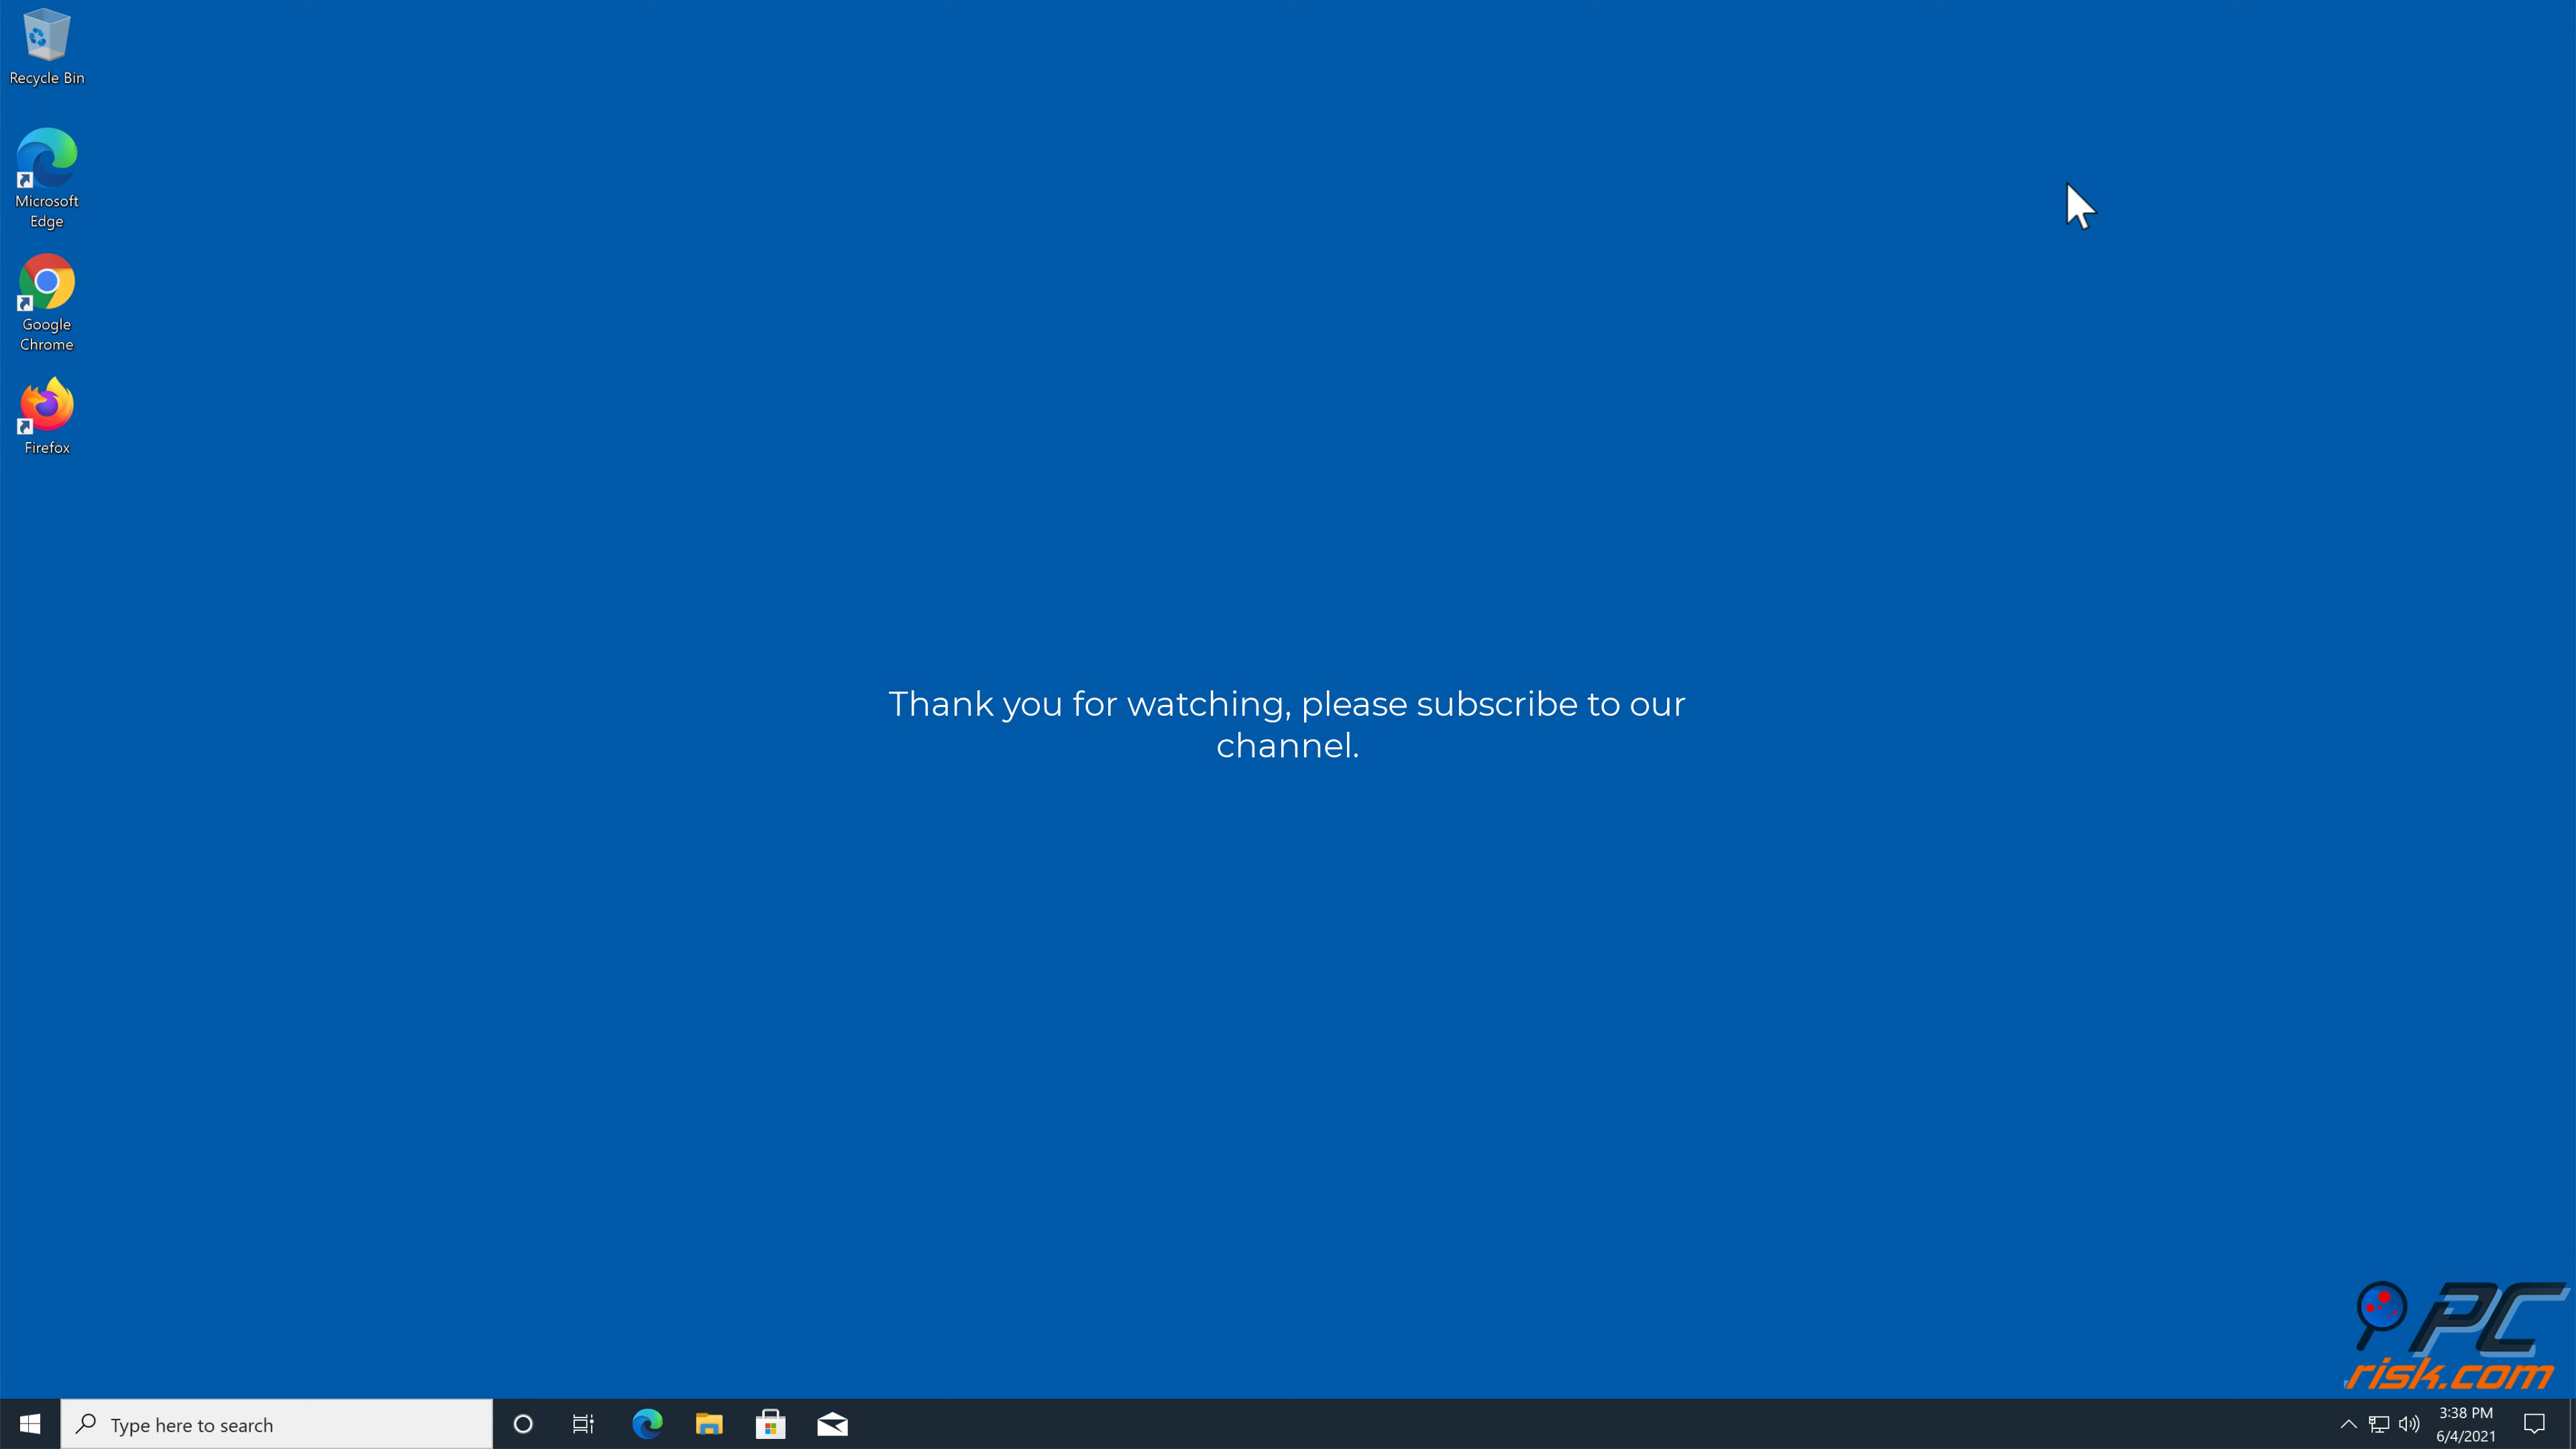 Recycle Bin
Microsoft
Edge
Google
Chrome
Firefox
Thank you for watching, please subscribe to our
channel.
PC
risk.com
Type here to search
3:38 PM
6/4/2021